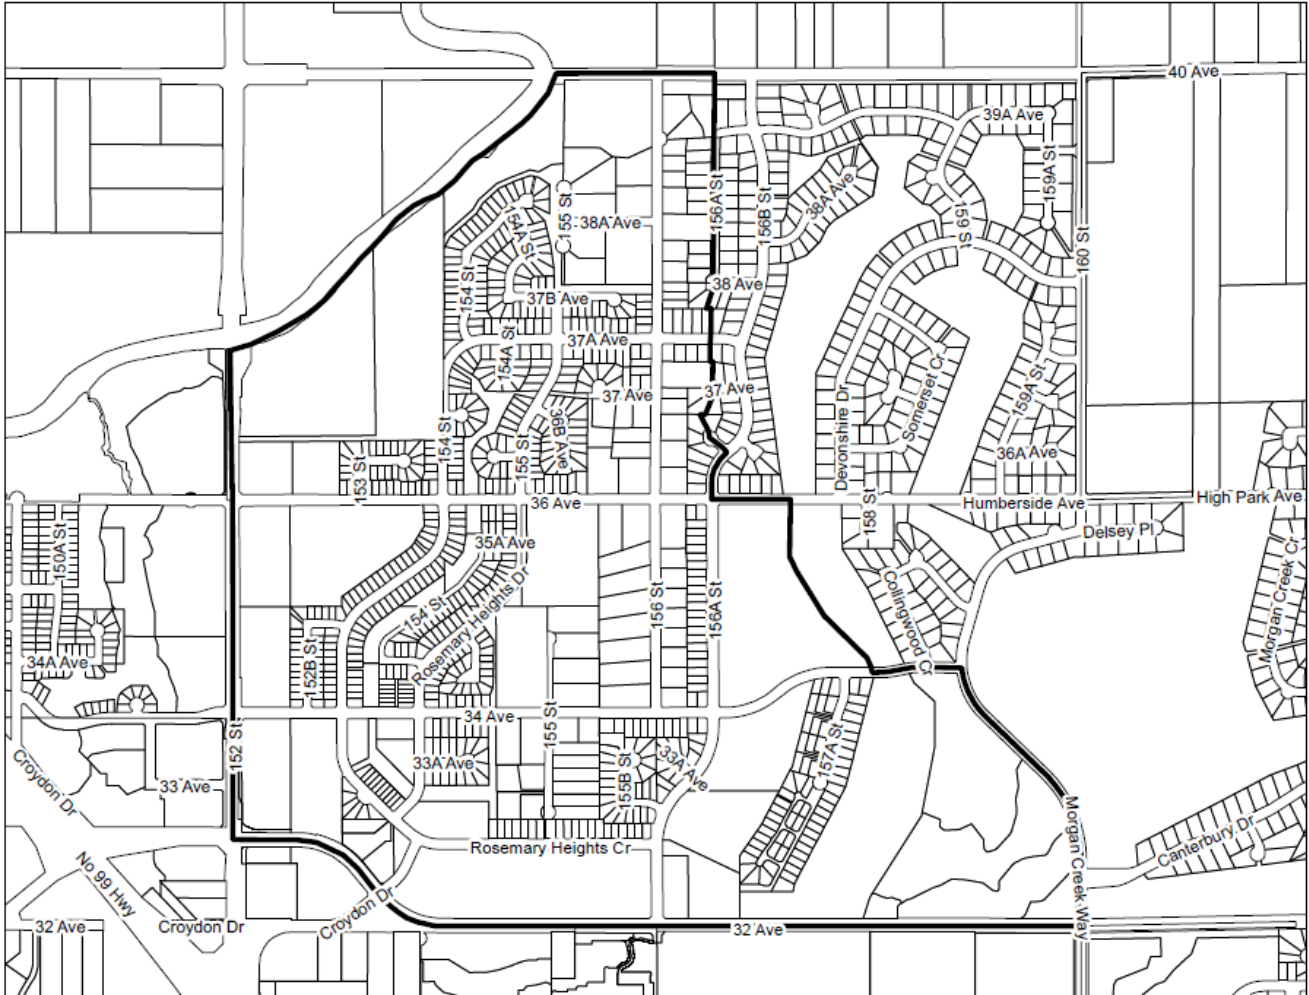 40 Ave
39A Ave
159A St
38A Ave
156A St
155 St
38A Ave
156B St
159 St
154A St
160 St
154 St
38 Ave
37B Ave
37A Ave
154A St
37 Ave
37 Ave
159A St
Somerset Cr
Devonshire Dr
154 St
36B Ave
155 St
36A Ave
153 St
36 Ave
158 St
Humberside Ave
High Park Ave
Delsey Pl
35A Ave
150A St
Collingwood Cr
Morgan Creek Cr
154 St
Rosemary Heights Dr
156 St
156A St
34A Ave
152B St
34 Ave
155 St
152 St
157A St
33A Ave
33A Ave
155B St
Croydon Dr
33 Ave
Morgan Creek Way
Canterbury Dr
Rosemary Heights Cr
No 99 Hwy
Croydon Dr
32 Ave
Croydon Dr
32 Ave